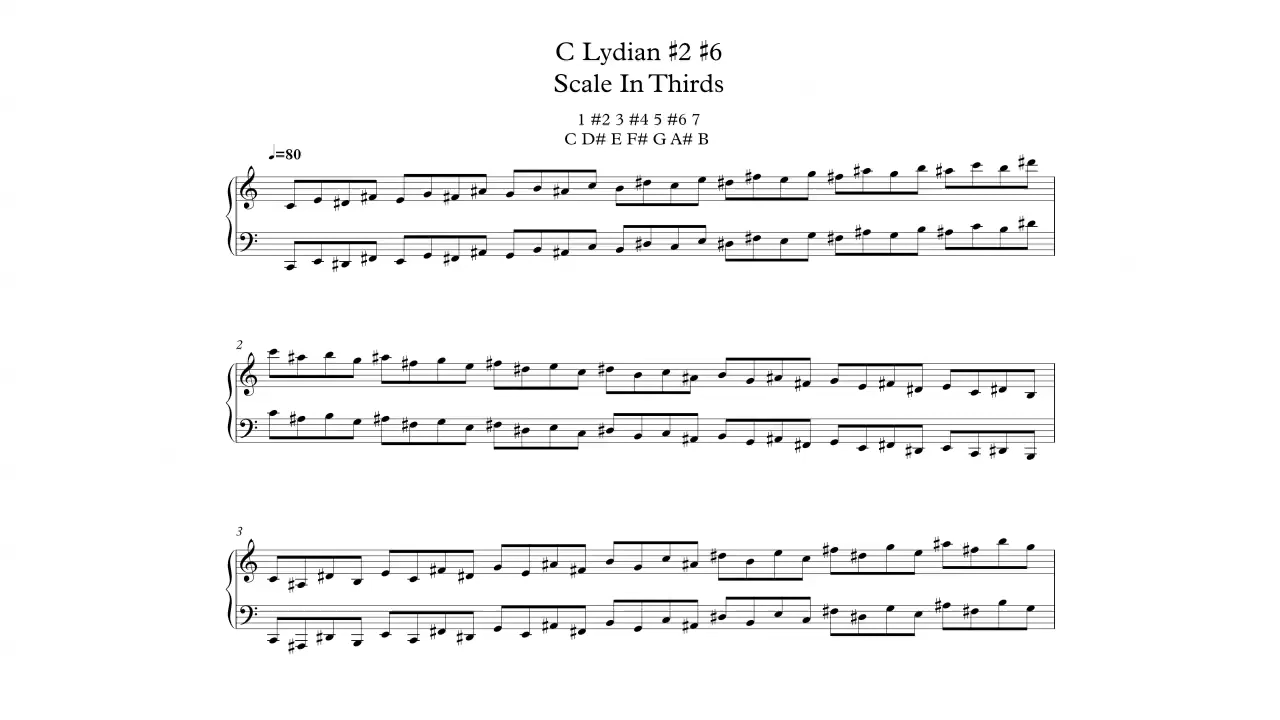 C Lydian ♯2 ♯6
Scale In Thirds
1 #2 3 #4 5 #6 7
C D# E F# G A# B
♩=80
2
3